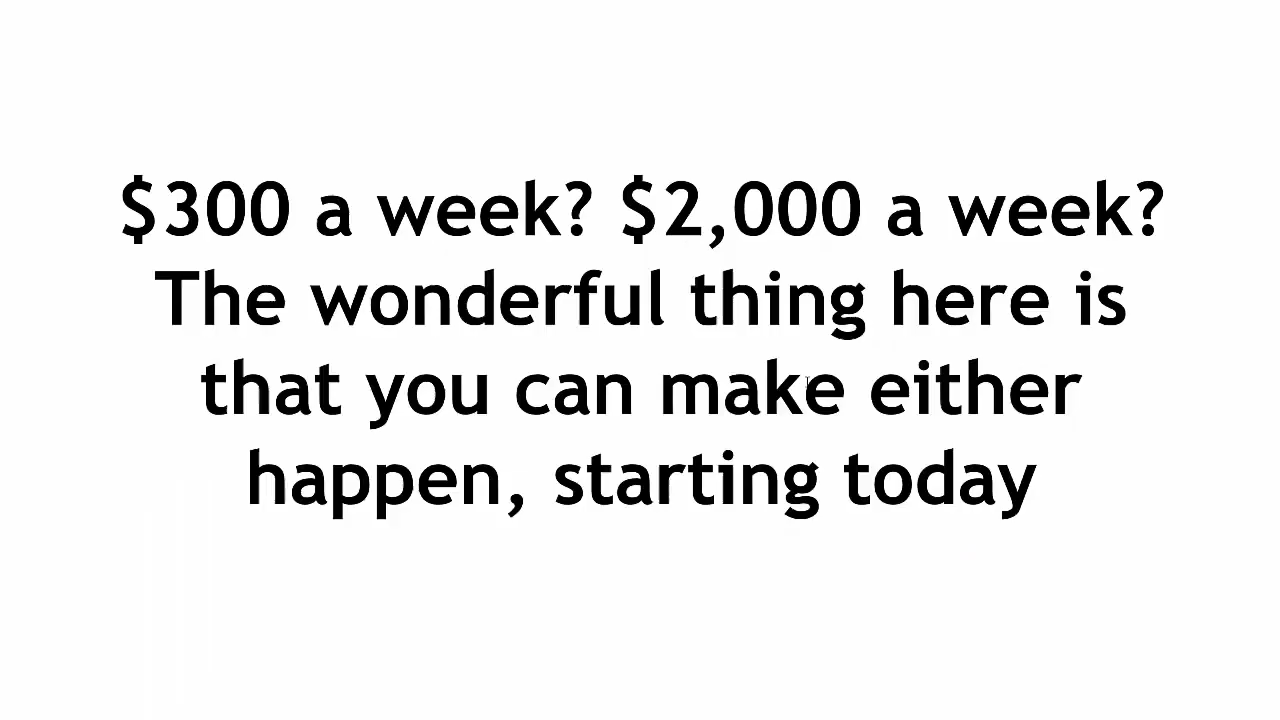 $300 a week? $2,000 a week?
The wonderful thing here is
that you can make either
happen, starting today